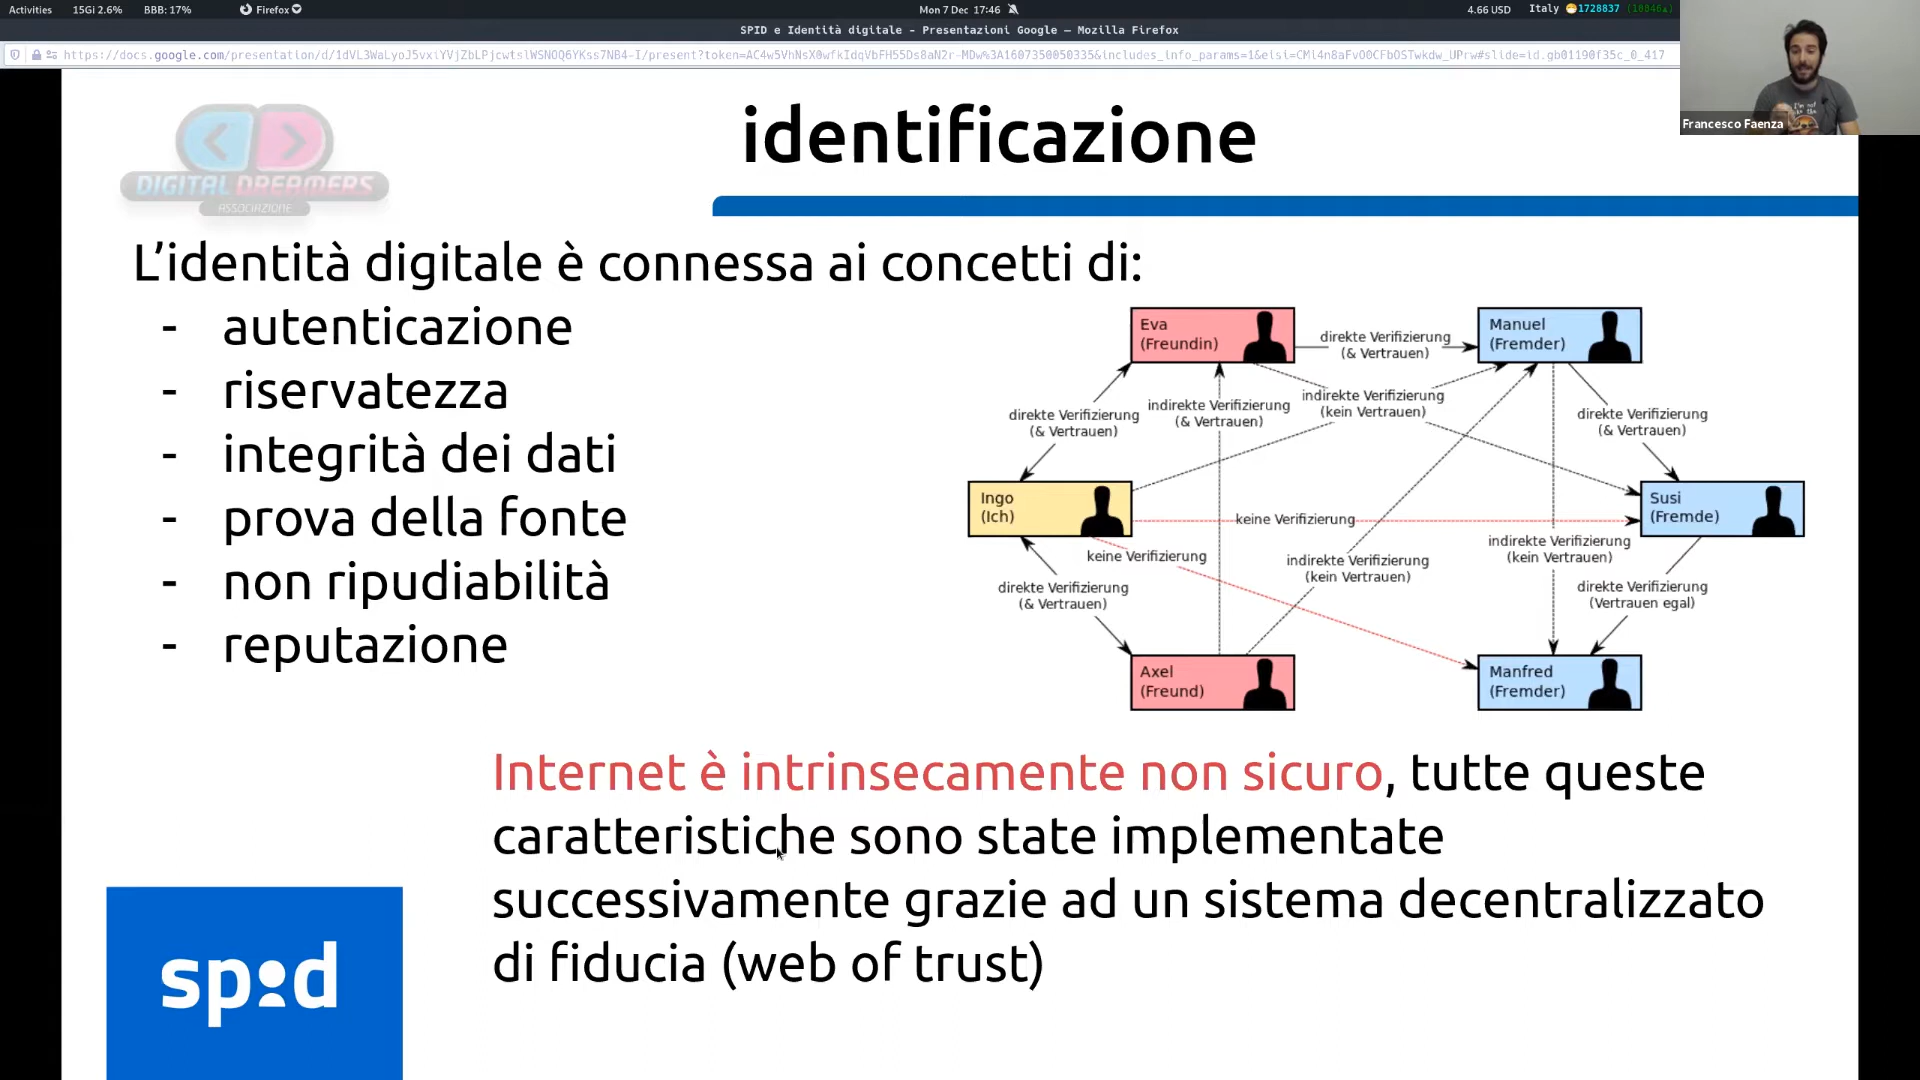 Activities 15Gi 2.6% BBB: 17% Firefox Mon 7 Dec 17:46 4.66 USD Italy 1728837 (18846▲)
SPID e Identità digitale - Presentazioni Google — Mozilla Firefox
identificazione
DIGITAL DREAMERS
ASSOCIAZIONE
Francesco Faenza
L’identità digitale è connessa ai concetti di:
- autenticazione
- riservatezza
- integrità dei dati
- prova della fonte
- non ripudiabilità
- reputazione
Eva
(Freundin)
direkte Verifizierung
(& Vertrauen)
Manuel
(Fremder)
direkte Verifizierung
(& Vertrauen)
indirekte Verifizierung
(& Vertrauen)
indirekte Verifizierung
(kein Vertrauen)
direkte Verifizierung
(& Vertrauen)
Ingo
(Ich)
keine Verifizierung
Susi
(Fremde)
keine Verifizierung
indirekte Verifizierung
(kein Vertrauen)
indirekte Verifizierung
(kein Vertrauen)
direkte Verifizierung
(& Vertrauen)
direkte Verifizierung
(Vertrauen egal)
Axel
(Freund)
Manfred
(Fremder)
Internet è intrinsecamente non sicuro, tutte queste
caratteristiche sono state implementate
successivamente grazie ad un sistema decentralizzato
di fiducia (web of trust)
spid